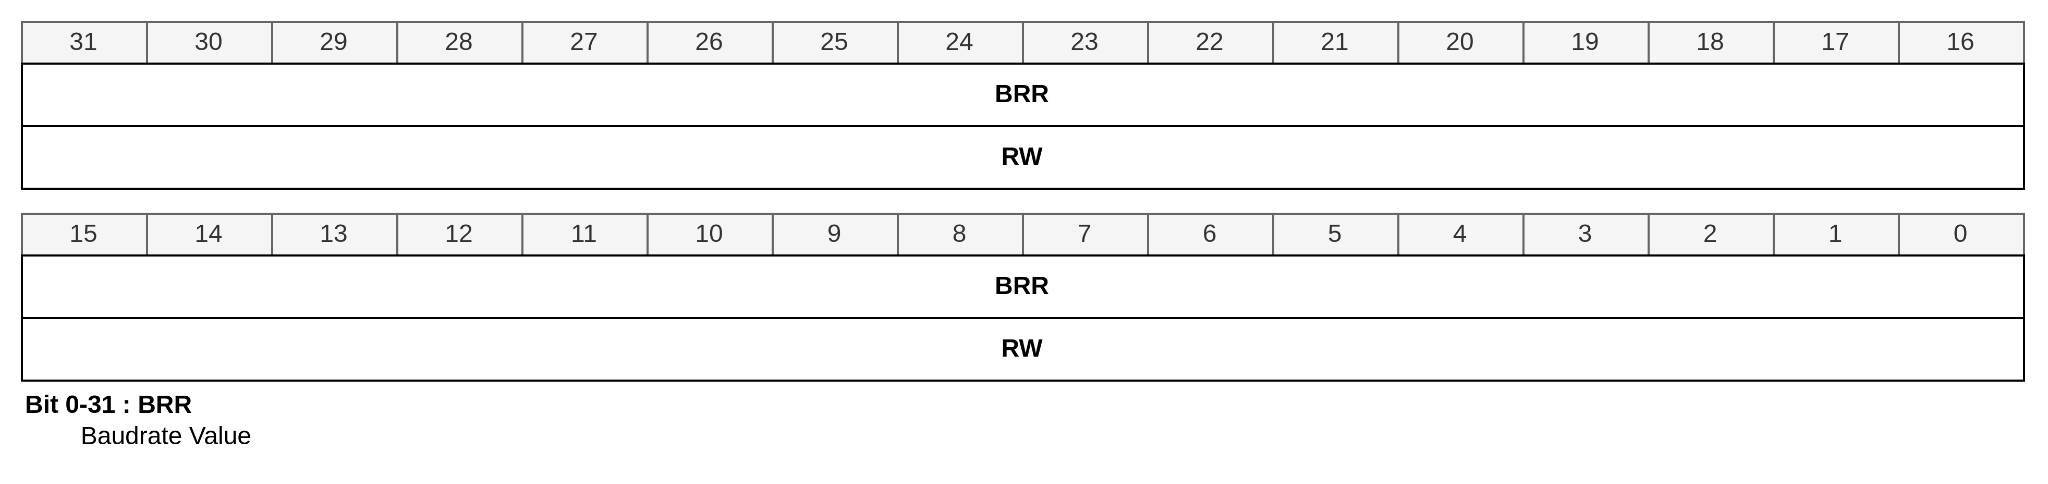 31 30 29 28 27 26 25 24 23 22 21 20 19 18 17 16
BRR
RW
15 14 13 12 11 10 9 8 7 6 5 4 3 2 1 0
BRR
RW
Bit 0-31 : BRR
Baudrate Value